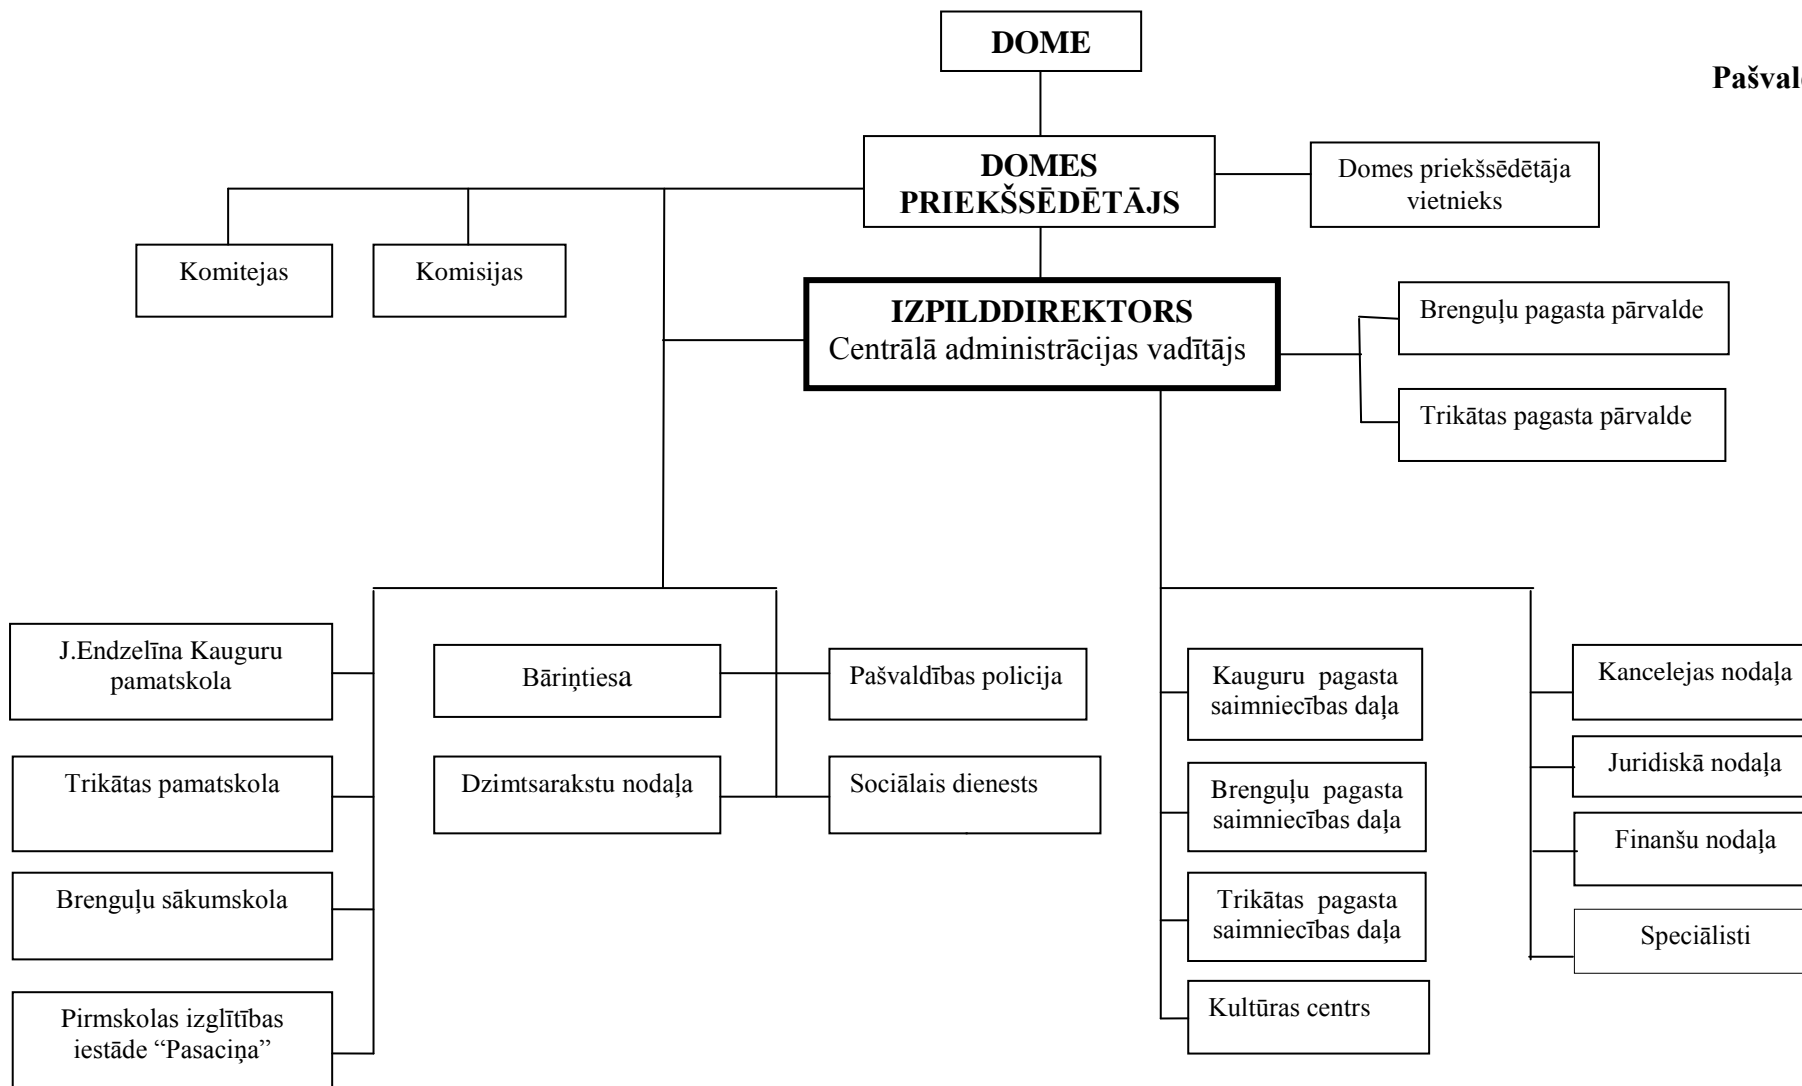 DOME
Pašval
DOMES
PRIEKŠSĒDĒTĀJS
Domes priekšsēdētāja
vietnieks
Komitejas
Komisijas
IZPILDDIREKTORS
Centrālā administrācijas vadītājs
Brenguļu pagasta pārvalde
Trikātas pagasta pārvalde
J.Endzelīna Kauguru
pamatskola
Bāriņtiesa
Pašvaldības policija
Kauguru pagasta
saimniecības daļa
Kancelejas nodaļa
Trikātas pamatskola
Dzimtsarakstu nodaļa
Sociālais dienests
Brenguļu pagasta
saimniecības daļa
Juridiskā nodaļa
Finanšu nodaļa
Brenguļu sākumskola
Trikātas pagasta
saimniecības daļa
Speciālisti
Pirmskolas izglītības
iestāde “Pasaciņa”
Kultūras centrs